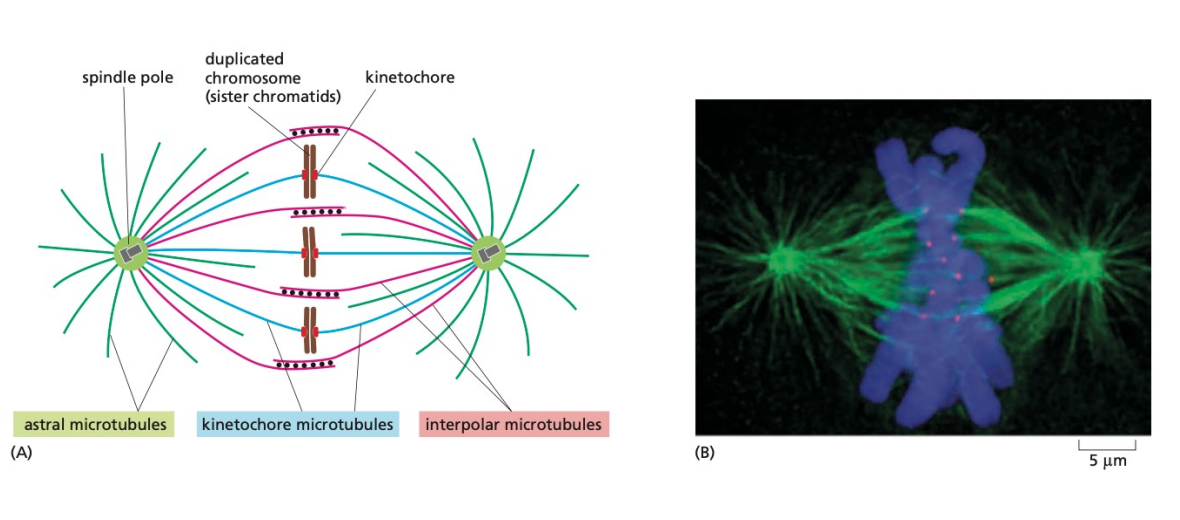 duplicated
spindle pole
chromosome
kinetochore
(sister chromatids)
astral microtubules
kinetochore microtubules
interpolar microtubules
(A)
(B)
5 μm